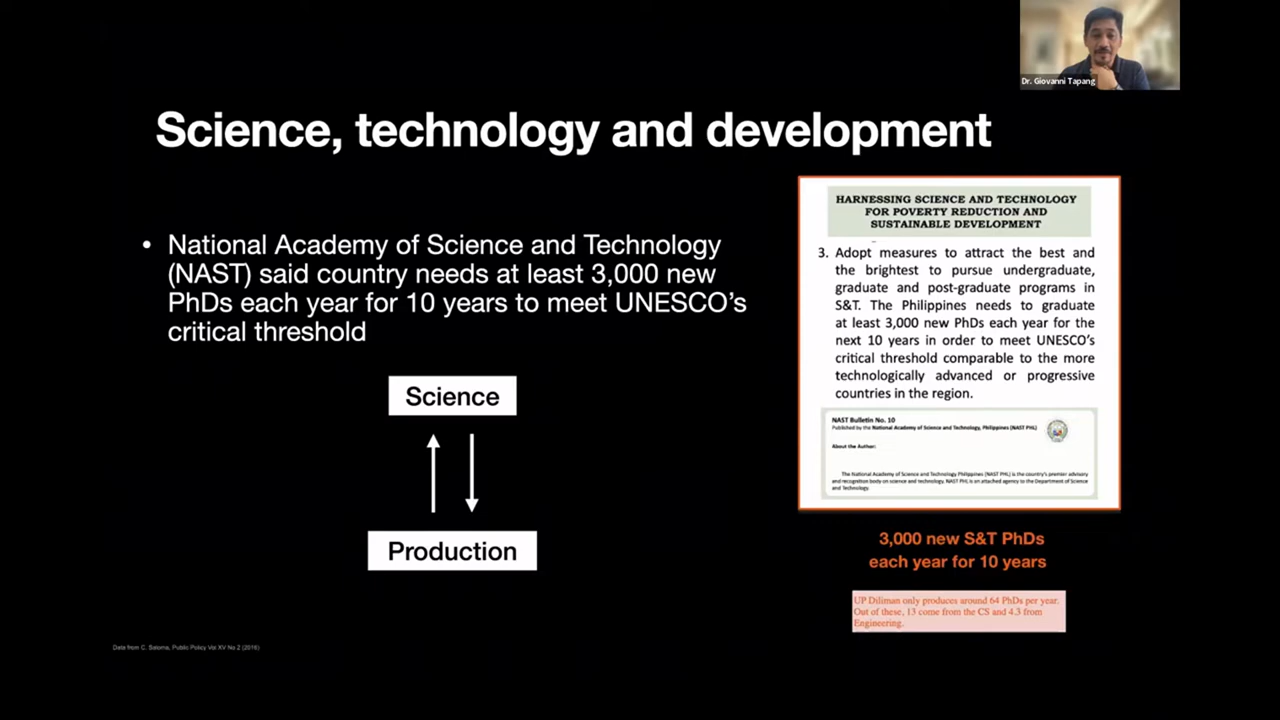 Dr. Giovanni Tapang
Science, technology and development
• National Academy of Science and Technology
(NAST) said country needs at least 3,000 new
PhDs each year for 10 years to meet UNESCO's
critical threshold
Science
Production
HARNESSING SCIENCE AND TECHNOLOGY
FOR POVERTY REDUCTION AND
SUSTAINABLE DEVELOPMENT
3. Adopt measures to attract the best and
the brightest to pursue undergraduate,
graduate and post-graduate programs in
S&T. The Philippines needs to graduate
at least 3,000 new PhDs each year for the
next 10 years in order to meet UNESCO's
critical threshold comparable to the more
technologically advanced or progressive
countries in the region.
NAST Bulletin No. 10
Published by the National Academy of Science and Technology, Philippines (NAST PHL)
About the Author:
The National Academy of Science and Technology Philippines (NAST PHL) is the country's premier advisory
and recognition body on science and technology. NAST PHL is an attached agency to the Department of Science
and Technology.
3,000 new S&T PhDs
each year for 10 years
UP Diliman only produces around 64 PhDs per year.
Out of these, 13 come from the CS and 4.3 from
Engineering.
Data from C. Saloma, Public Policy Vol XV No 2 (2016)